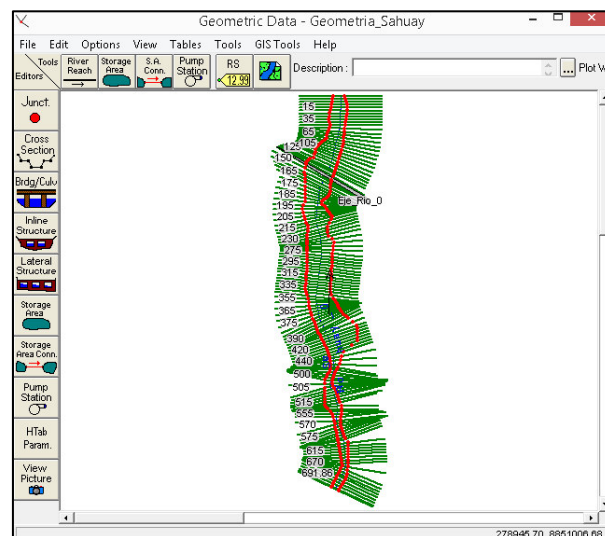 Geometric Data - Geometria_Sahuay
File Edit Options View Tables Tools GIS Tools Help
Tools
Editors
River
Reach
Storage
Area
S.A.
Conn.
Pump
Station
RS
12.99
Description :
...
Plot W
Junct.
Cross
Section
Brdg/Culv
Inline
Structure
Lateral
Structure
Storage
Area
Storage
Area Conn.
Pump
Station
HTab
Param.
View
Picture
15
35
65
105
125
150
165
175
185
195
Eje_Rio_0
205
215
230
275
295
315
335
355
365
375
390
420
440
500
505
515
555
570
575
615
670
691.86
278945.70, 8851006.68